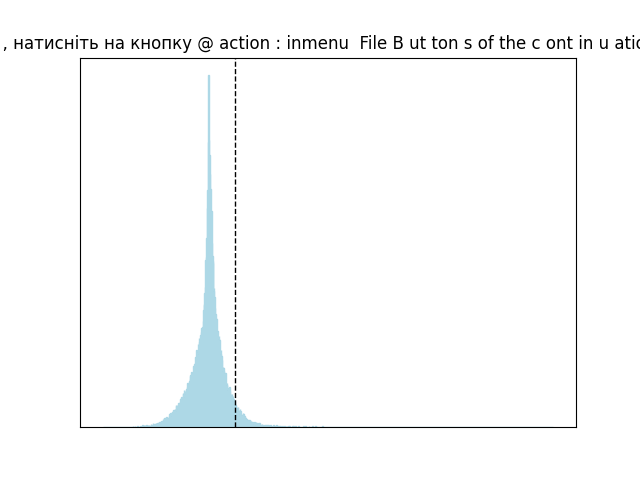 , натисніть на кнопку @ action : inmenu File B ut ton s of the c ont in u atio